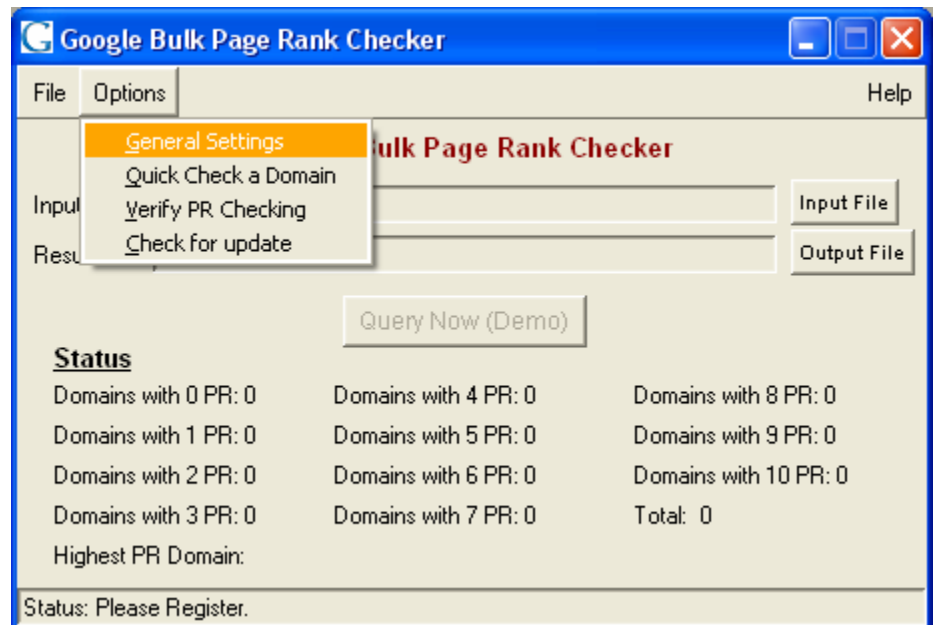 Google Bulk Page Rank Checker
File Options Help
General Settings
Quick Check a Domain
Verify PR Checking
Check for update
Bulk Page Rank Checker
Input File
Output File
Query Now (Demo)
Status
Domains with 0 PR: 0 Domains with 4 PR: 0 Domains with 8 PR: 0
Domains with 1 PR: 0 Domains with 5 PR: 0 Domains with 9 PR: 0
Domains with 2 PR: 0 Domains with 6 PR: 0 Domains with 10 PR: 0
Domains with 3 PR: 0 Domains with 7 PR: 0 Total: 0
Highest PR Domain:
Status: Please Register.